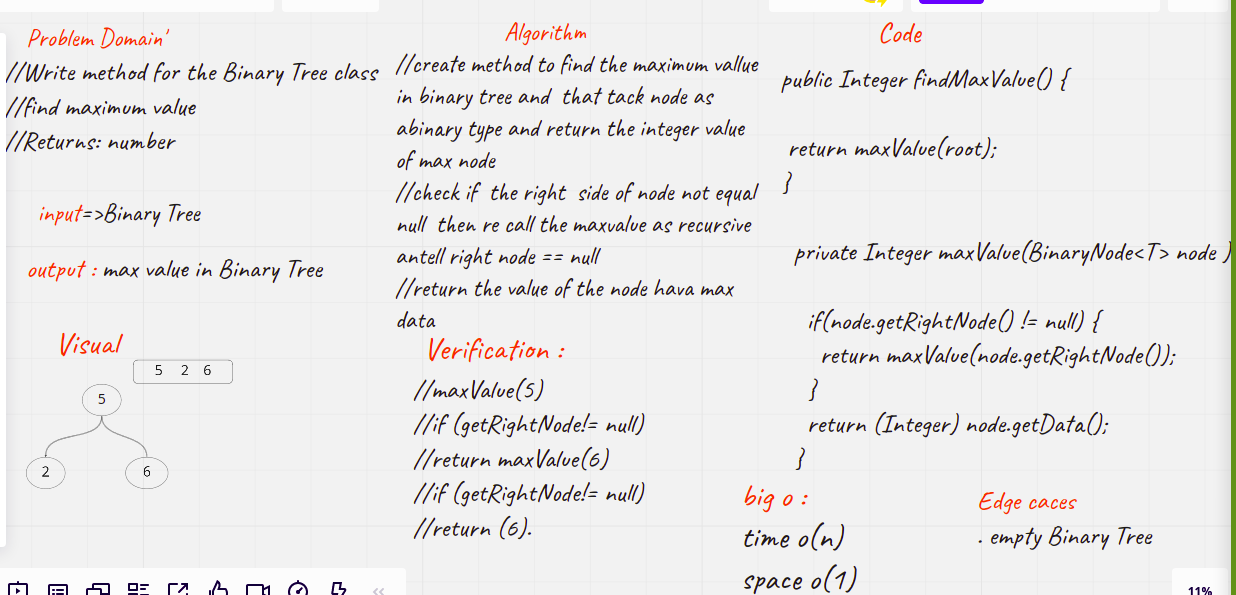 Problem Domain'
//Write method for the Binary Tree class
//find maximum value
//Returns: number
input=>Binary Tree
output : max value in Binary Tree
Visual
5 2 6
5
2 6
Algorithm
//create method to find the maximum vallue
in binary tree and that tack node as
abinary type and return the integer value
of max node
//check if the right side of node not equal
null then re call the maxvalue as recursive
antell right node == null
//return the value of the node hava max
data
Verification :
//maxValue(5)
//if (getRightNode!= null)
//return maxValue(6)
//if (getRightNode!= null)
//return (6).
Code
public Integer findMaxValue() {
return maxValue(root);
}
private Integer maxValue(BinaryNode<T> node )
if(node.getRightNode() != null) {
return maxValue(node.getRightNode());
}
return (Integer) node.getData();
}
big o :
time o(n)
space o(1)
Edge caces
. empty Binary Tree
11%